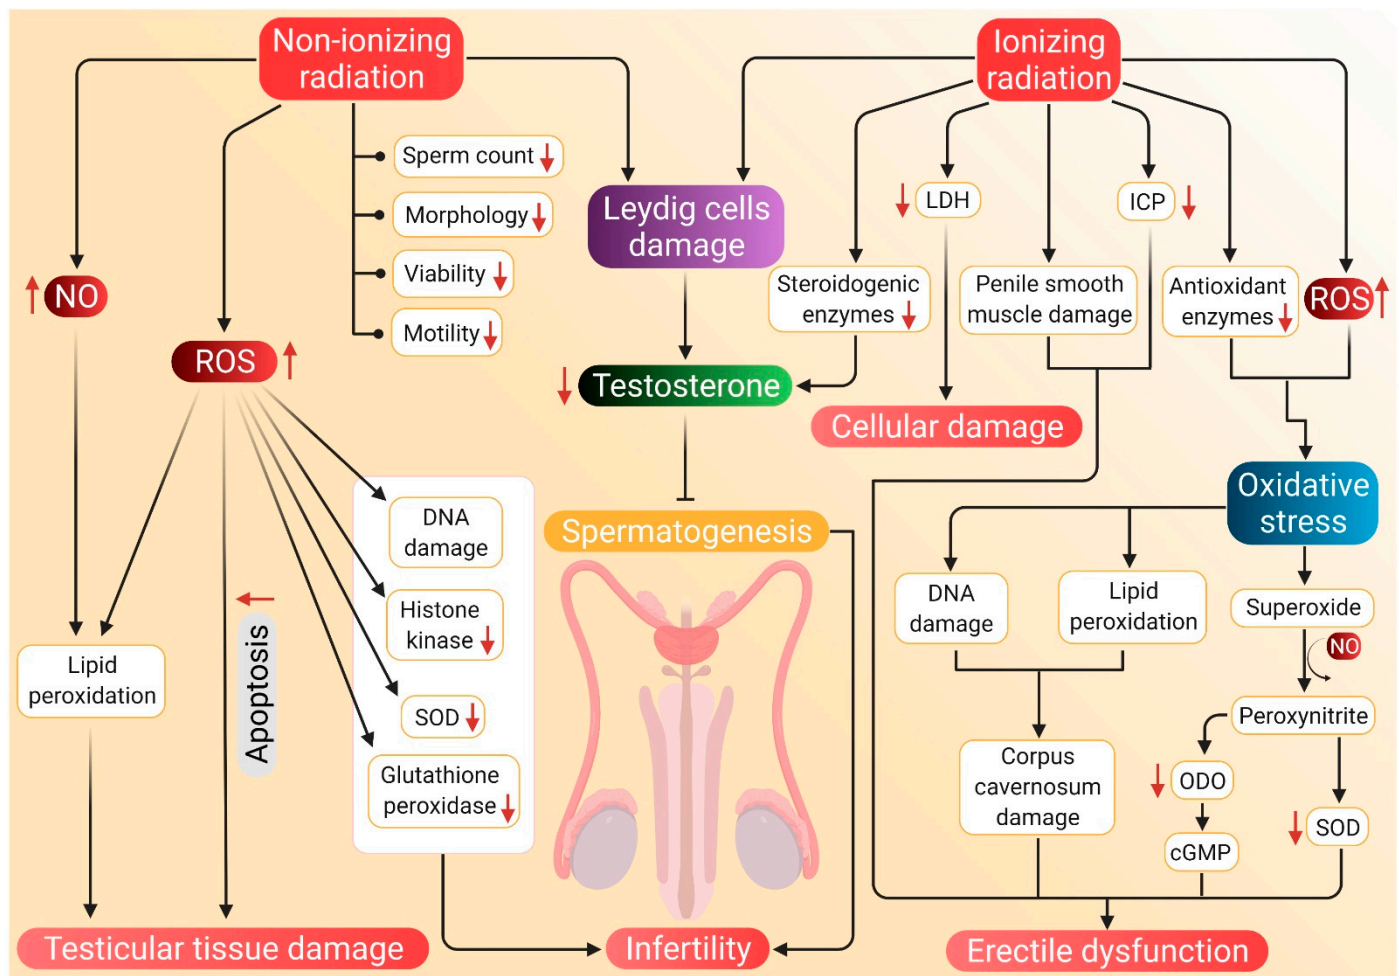 Non-ionizing
radiation
Ionizing
radiation
Sperm count
Morphology
Viability
Motility
Leydig cells
damage
LDH
ICP
NO
ROS
Steroidogenic
enzymes
Penile smooth
muscle damage
Antioxidant
enzymes
ROS
Testosterone
Cellular damage
DNA
damage
Histone
kinase
SOD
Glutathione
peroxidase
Apoptosis
Lipid
peroxidation
Spermatogenesis
Oxidative
stress
DNA
damage
Lipid
peroxidation
Superoxide
NO
Peroxynitrite
Corpus
cavernosum
damage
ODO
cGMP
SOD
Testicular tissue damage
Infertility
Erectile dysfunction